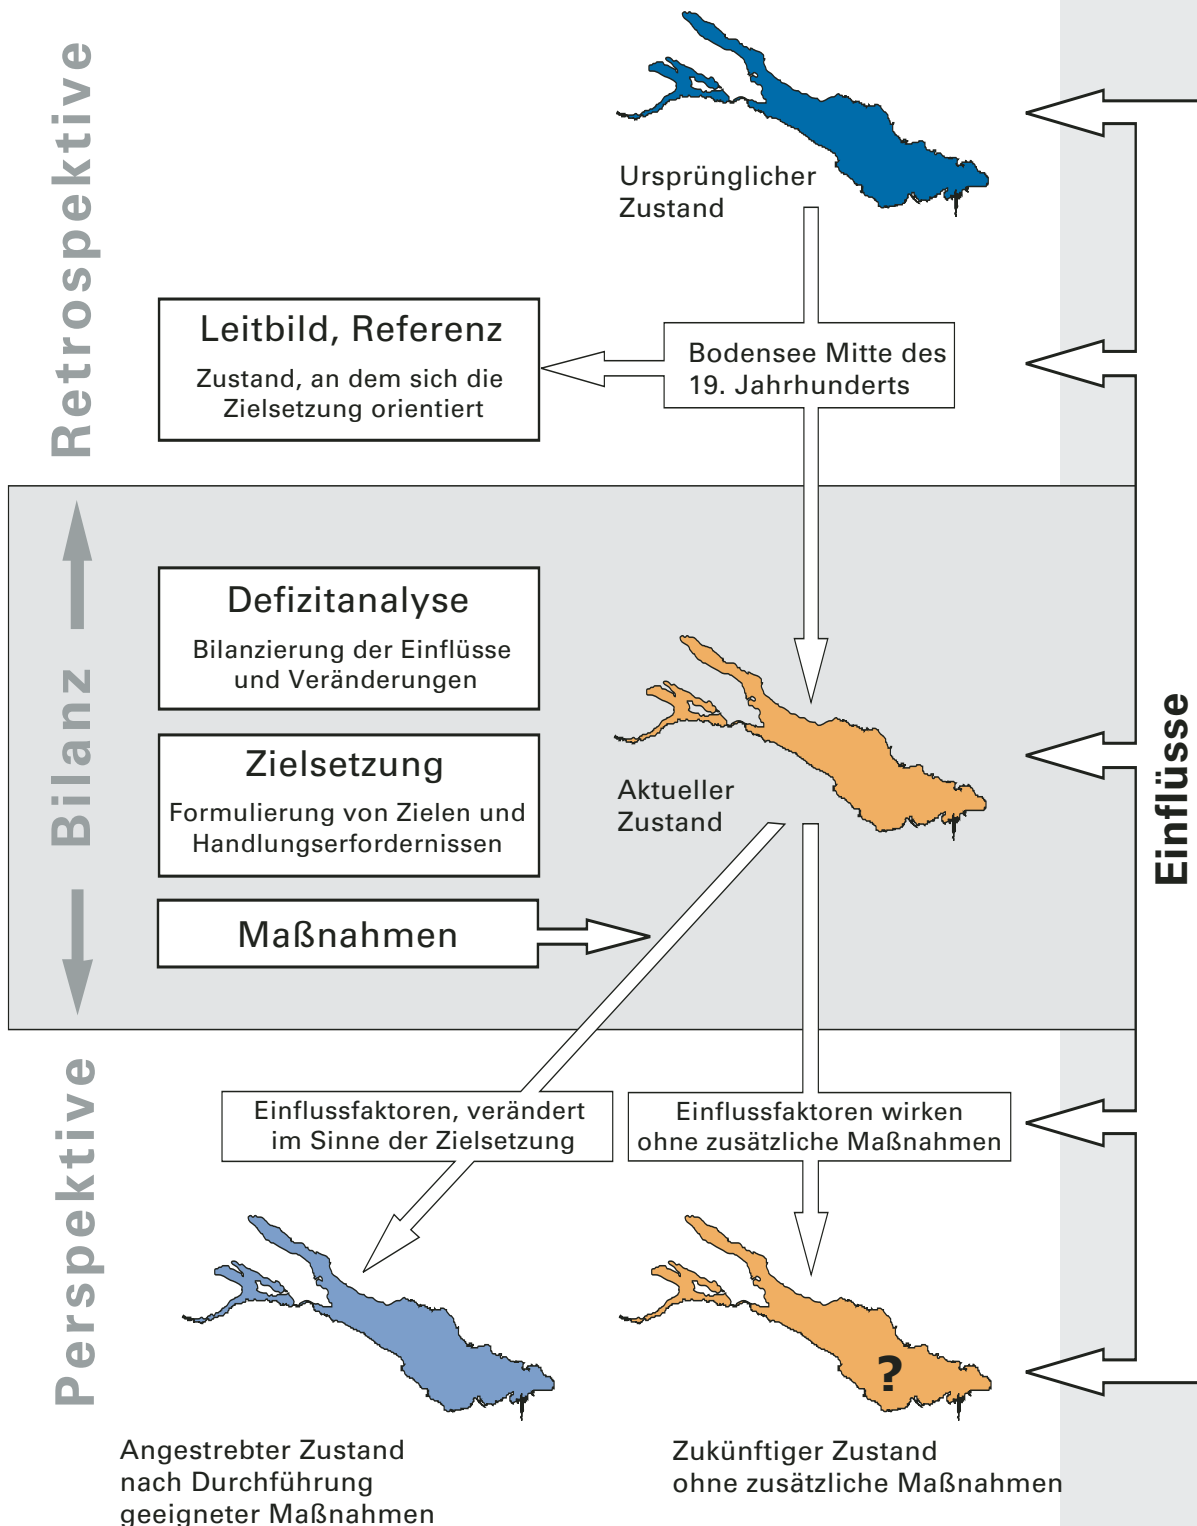 Retrospektive
Ursprünglicher
Zustand
Leitbild, Referenz
Zustand, an dem sich die
Zielsetzung orientiert
Bodensee Mitte des
19. Jahrhunderts
Bilanz
Defizitanalyse
Bilanzierung der Einflüsse
und Veränderungen
Zielsetzung
Formulierung von Zielen und
Handlungserfordernissen
Maßnahmen
Aktueller
Zustand
Einflüsse
Perspektive
Einflussfaktoren, verändert
im Sinne der Zielsetzung
Einflussfaktoren wirken
ohne zusätzliche Maßnahmen
?
Angestrebter Zustand
nach Durchführung
geeigneter Maßnahmen
Zukünftiger Zustand
ohne zusätzliche Maßnahmen